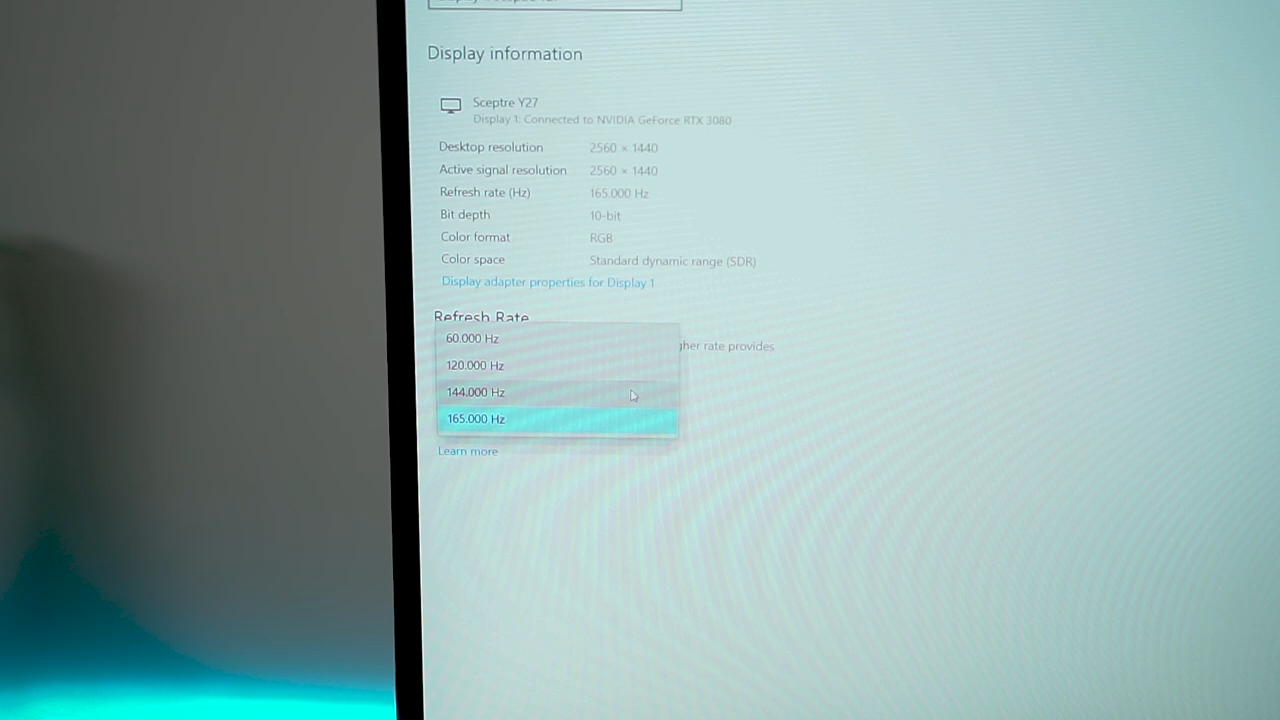 Display information
Sceptre Y27
Display 1: Connected to NVIDIA GeForce RTX 3080
Desktop resolution 2560 × 1440
Active signal resolution 2560 × 1440
Refresh rate (Hz) 165.000 Hz
Bit depth 10-bit
Color format RGB
Color space Standard dynamic range (SDR)
Display adapter properties for Display 1
Refresh Rate
60.000 Hz
gher rate provides
120.000 Hz
144.000 Hz
165.000 Hz
Learn more